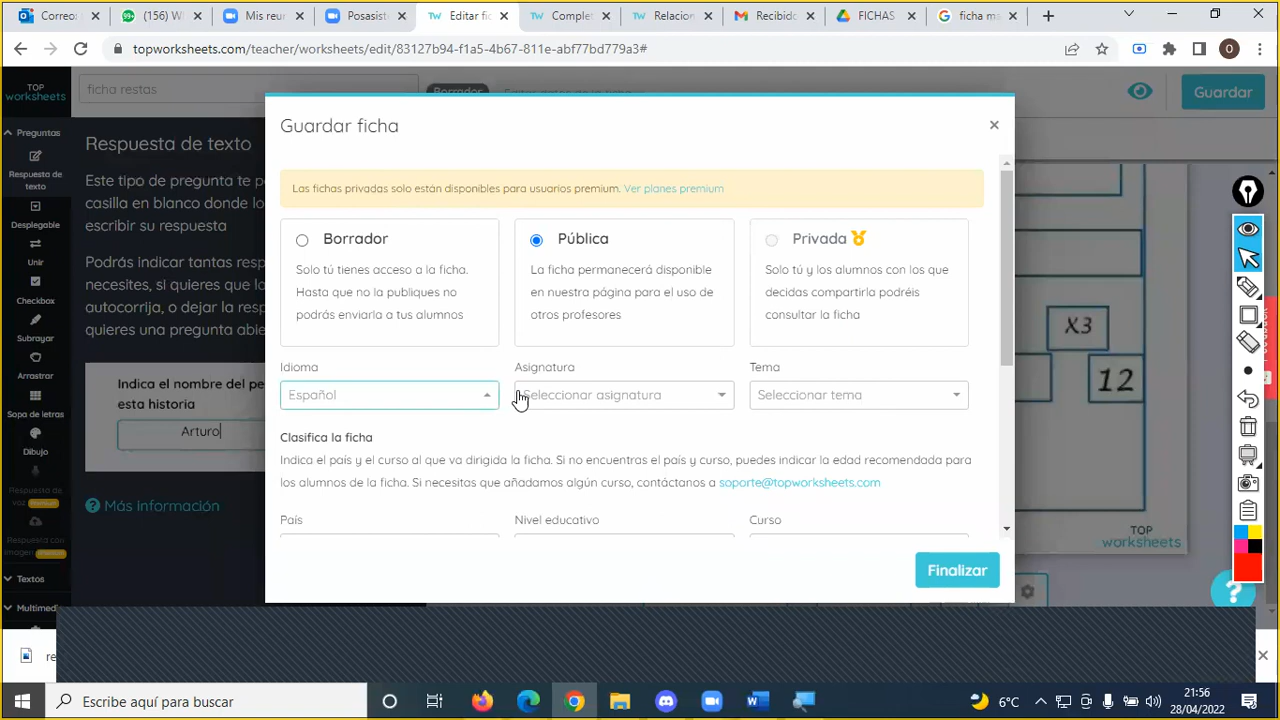 Correo
(156) W
Mis reu
Posasist
Editar fi
Complet
Relacion
Recibido
FICHAS
ficha ma
topworksheets.com/teacher/worksheets/edit/83127b94-f1a5-4b67-811e-abf77bd779a3#
O
TOP
worksheets
ficha restas
Borrador
Guardar
Preguntas
Respuesta de
texto
Desplegable
Unir
Checkbox
Subrayar
Arrastrar
Sopa de letras
Dibujo
Respuesta de
voz
Respuesta con
imagen
Textos
Multimed
Respuesta de texto
Este tipo de pregunta te p
casilla en blanco donde lo
escribir su respuesta
Podrás indicar tantas resp
necesites, si quieres que la
autocorrija, o dejar la resp
quieres una pregunta abie
Indica el nombre del pe
esta historia
Arturo
Más información
Guardar ficha
×
Las fichas privadas solo están disponibles para usuarios premium. Ver planes premium
Borrador
Solo tú tienes acceso a la ficha.
Hasta que no la publiques no
podrás enviarla a tus alumnos
Pública
La ficha permanecerá disponible
en nuestra página para el uso de
otros profesores
Privada
Solo tú y los alumnos con los que
decidas compartirla podréis
consultar la ficha
Idioma
Asignatura
Tema
Español
Seleccionar asignatura
Seleccionar tema
Clasifica la ficha
Indica el país y el curso al que va dirigida la ficha. Si no encuentras el país y curso, puedes indicar la edad recomendada para
los alumnos de la ficha. Si necesitas que añadamos algún curso, contáctanos a soporte@topworksheets.com
País
Nivel educativo
Curso
Finalizar
X3
12
TOP
worksheets
?
re
Escribe aquí para buscar
6°C
21:56
28/04/2022